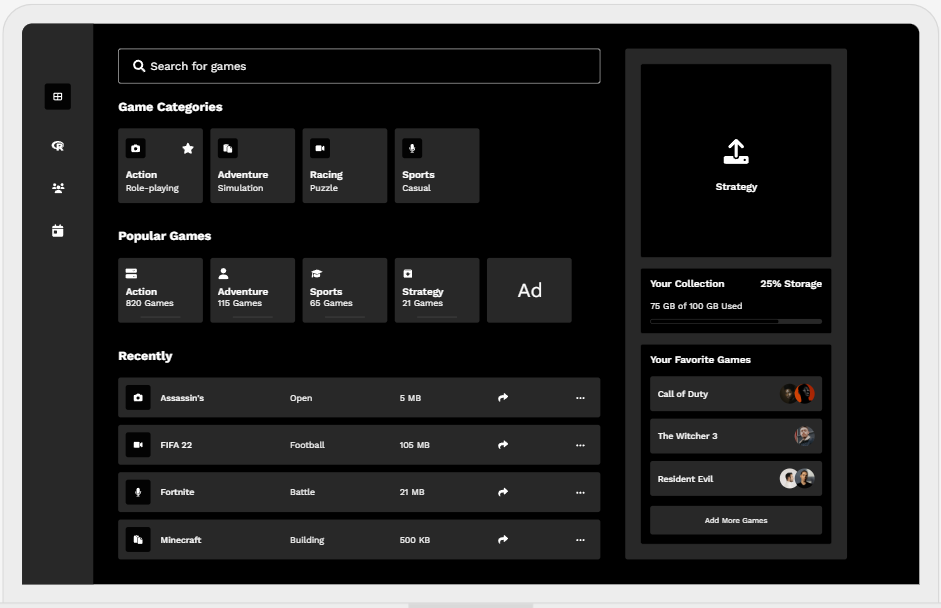 Search for games
Game Categories
Action
Role-playing
Adventure
Simulation
Racing
Puzzle
Sports
Casual
Popular Games
Action
820 Games
Adventure
115 Games
Sports
65 Games
Strategy
21 Games
Ad
Recently
Assassin's Open 5 MB
FIFA 22 Football 105 MB
Fortnite Battle 21 MB
Minecraft Building 500 KB
Strategy
Your Collection 25% Storage
75 GB of 100 GB Used
Your Favorite Games
Call of Duty
The Witcher 3
Resident Evil
Add More Games